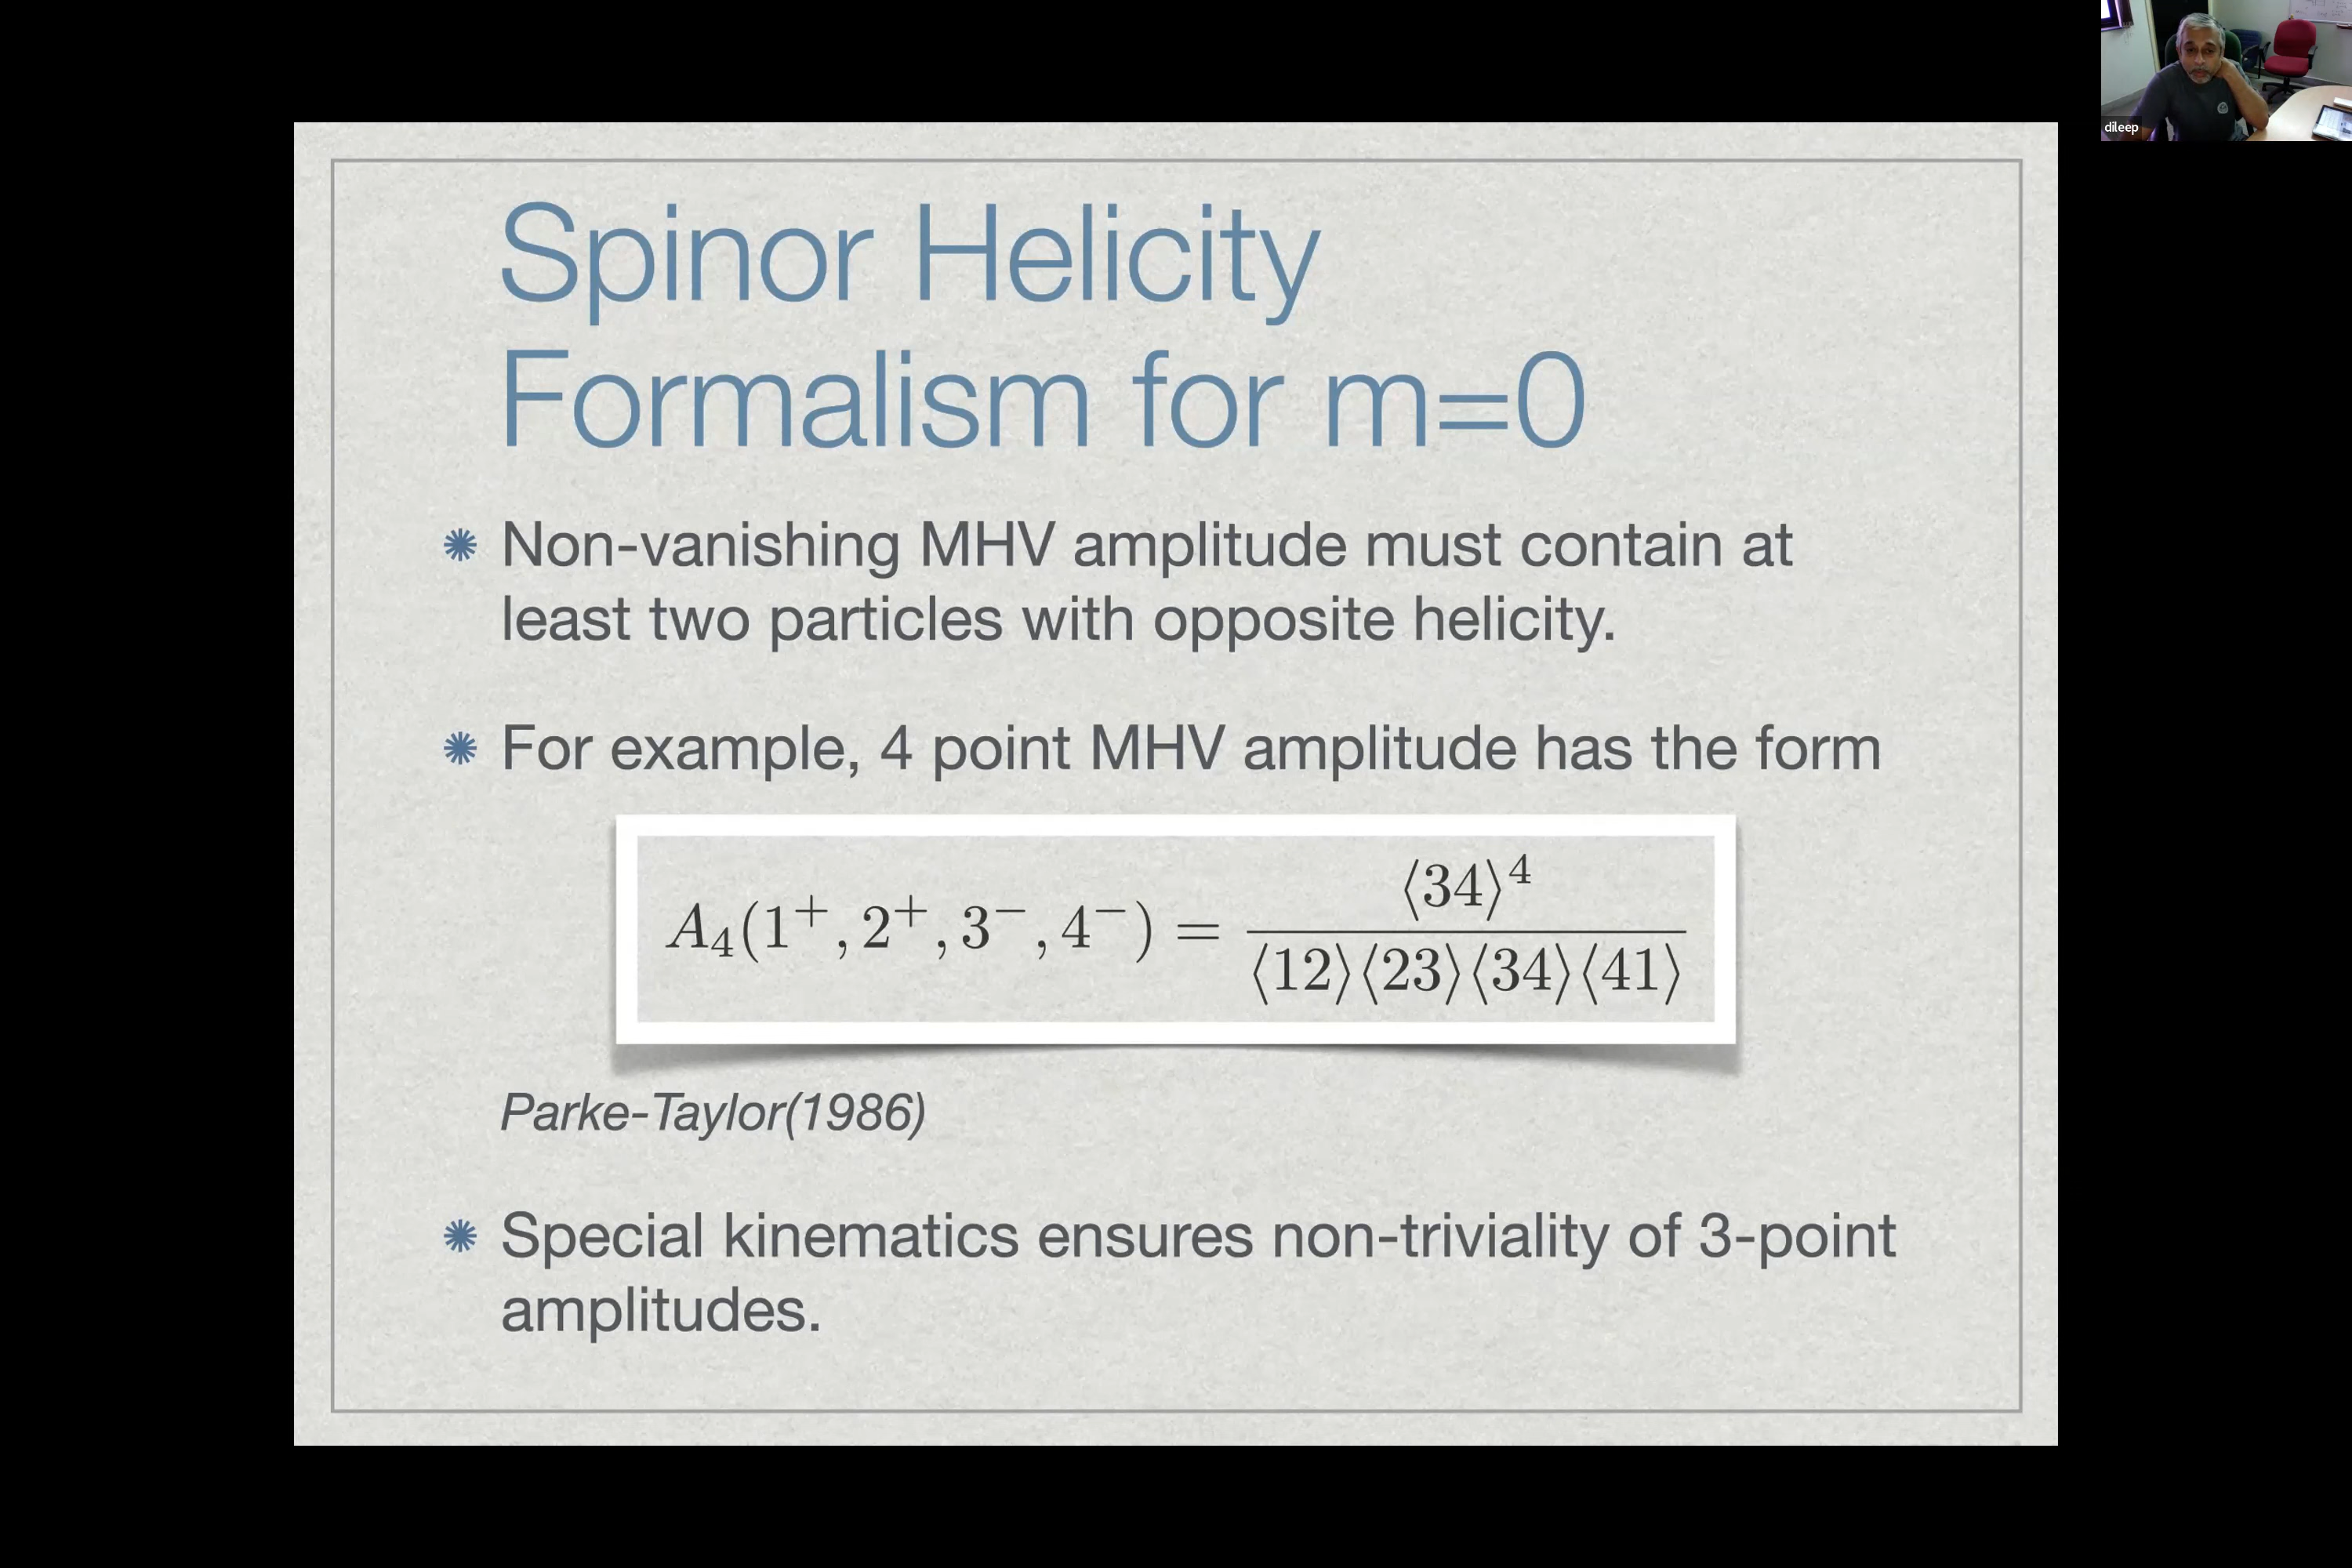 dileep
Spinor Helicity
Formalism for m=0
Non-vanishing MHV amplitude must contain at
least two particles with opposite helicity.
For example, 4 point MHV amplitude has the form
A₄(1⁺, 2⁺, 3⁻, 4⁻) = ⟨34⟩⁴ / ⟨12⟩⟨23⟩⟨34⟩⟨41⟩
Parke-Taylor(1986)
Special kinematics ensures non-triviality of 3-point
amplitudes.